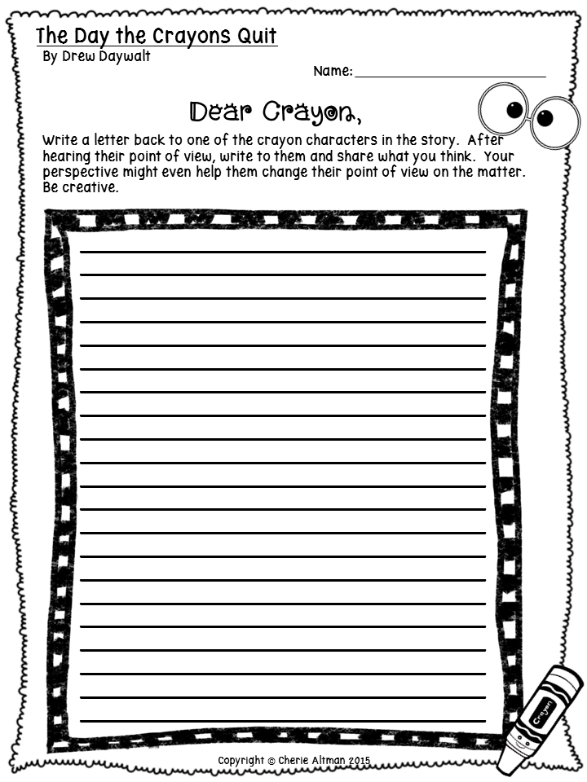 The Day the Crayons Quit
By Drew Daywalt
Name:
Dear Crayon,
Write a letter back to one of the crayon characters in the story. After
hearing their point of view, write to them and share what you think. Your
perspective might even help them change their point of view on the matter.
Be creative.
Crayon
Copyright © Cherie Altman 2015